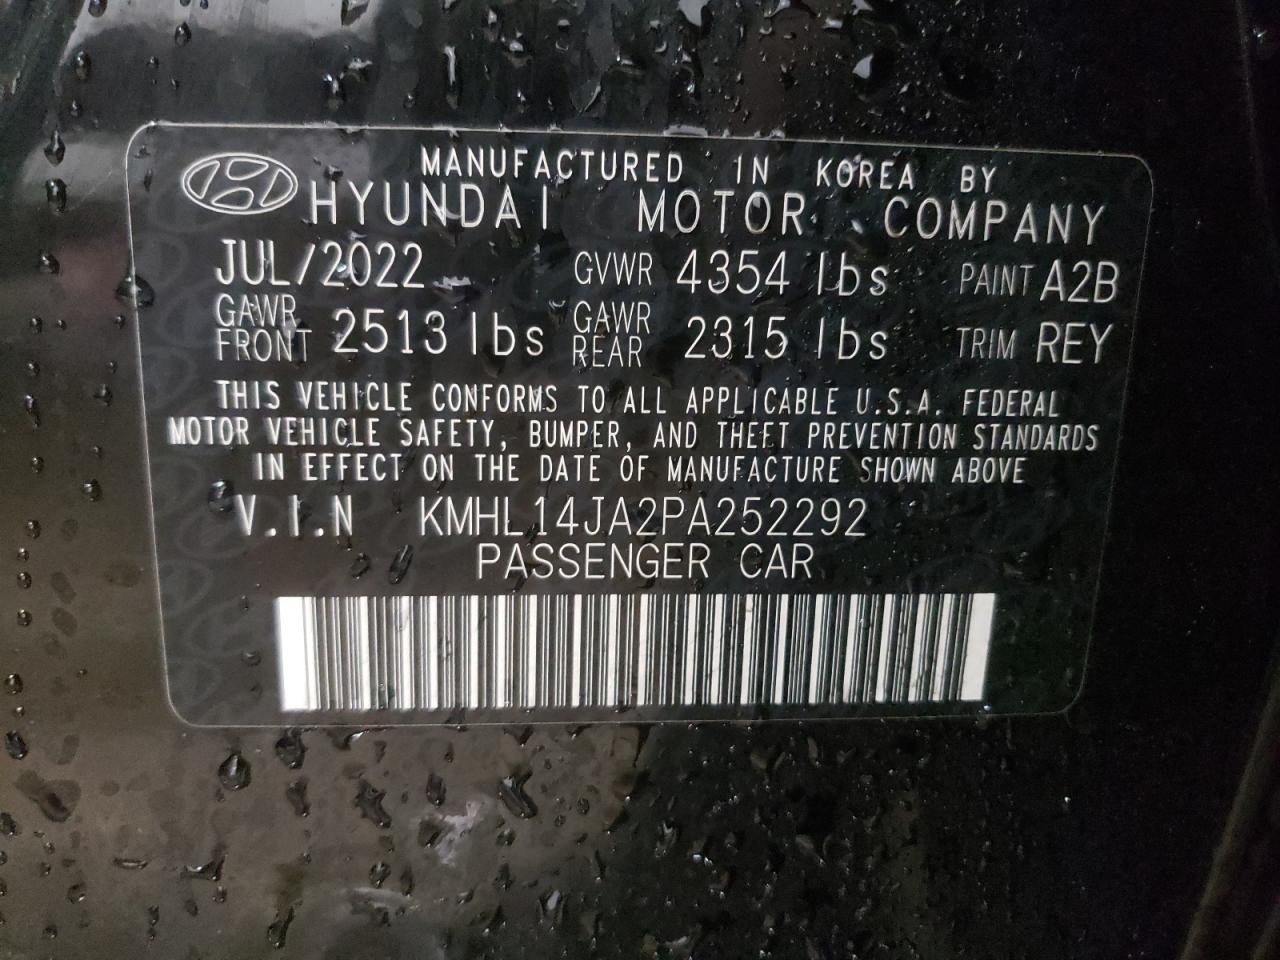 MANUFACTURED IN KOREA BY
HYUNDAI MOTOR COMPANY
JUL/2022 GVWR 4354 lbs PAINT A2B
GAWR FRONT 2513 lbs GAWR REAR 2315 lbs TRIM REY
THIS VEHICLE CONFORMS TO ALL APPLICABLE U.S.A. FEDERAL
MOTOR VEHICLE SAFETY, BUMPER, AND THEFT PREVENTION STANDARDS
IN EFFECT ON THE DATE OF MANUFACTURE SHOWN ABOVE
V.I.N KMHL14JA2PA252292
PASSENGER CAR